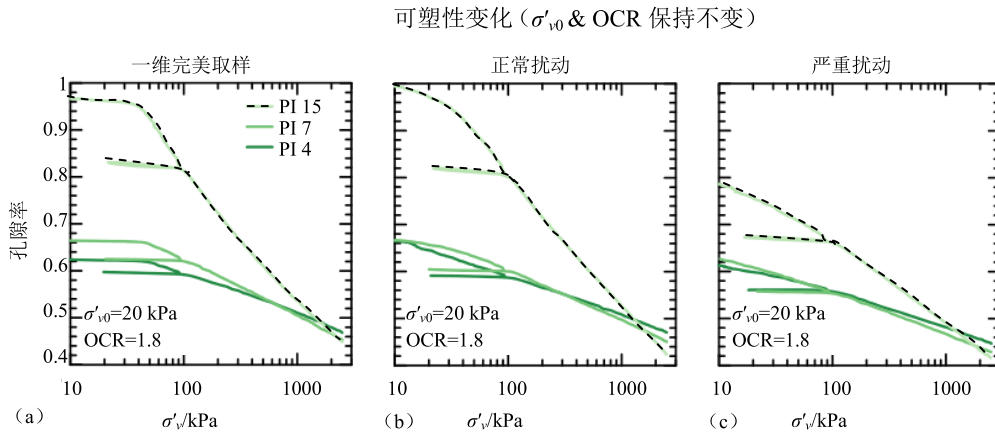 可塑性变化（σ′v0 & OCR 保持不变）
一维完美取样
正常扰动
严重扰动
孔隙率
1
0.9
0.8
0.7
0.6
0.5
0.4
PI 15
PI 7
PI 4
σ′v0=20 kPa
OCR=1.8
σ′v0=20 kPa
OCR=1.8
σ′v0=20 kPa
OCR=1.8
10 100 1000
10 100 1000
10 100 1000
（a） σ′v/kPa
（b） σ′v/kPa
（c） σ′v/kPa